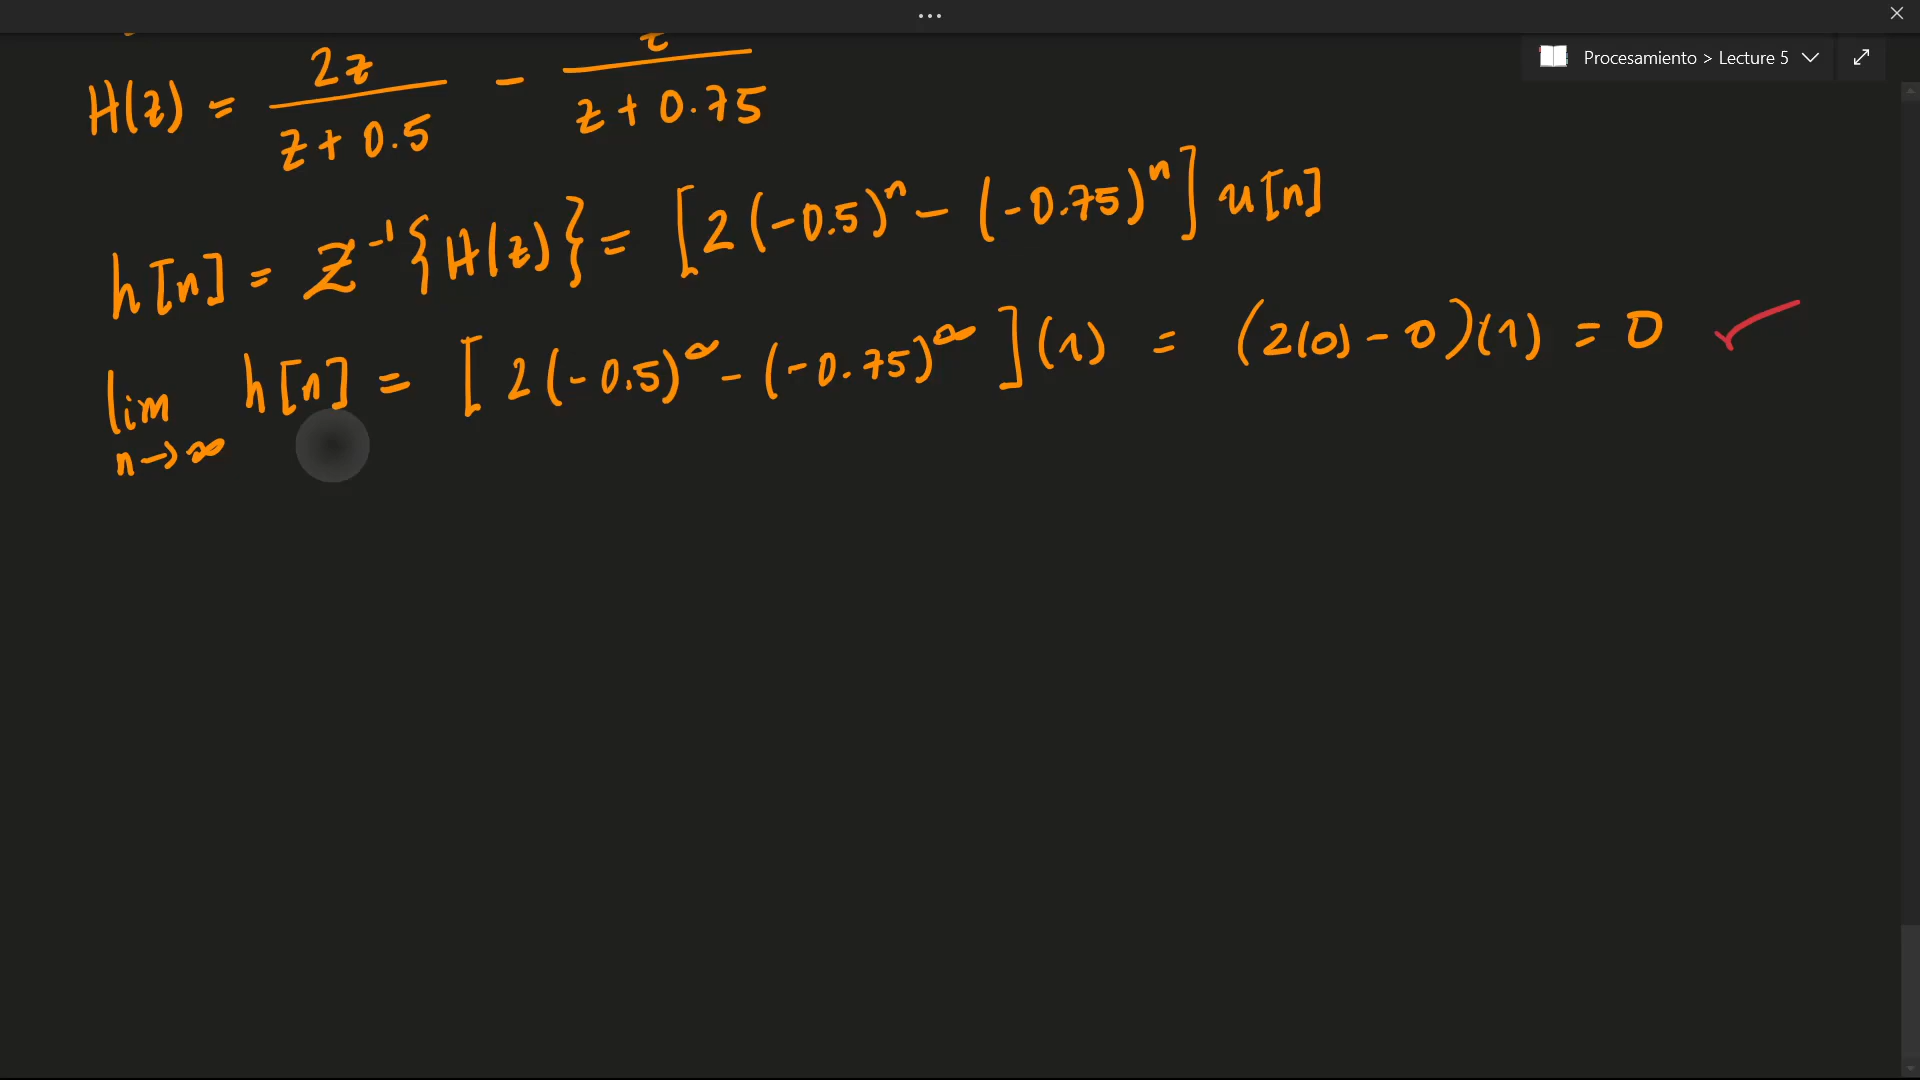 Procesamiento > Lecture 5
H(z) = 2z / z + 0.5 - z / z + 0.75
h[n] = Z⁻¹{H(z)} = [2(-0.5)ⁿ - (-0.75)ⁿ] u[n]
lim n→∞ h[n] = [2(-0.5)^∞ - (-0.75)^∞](1) = (2(0) - 0)(1) = 0 ✓